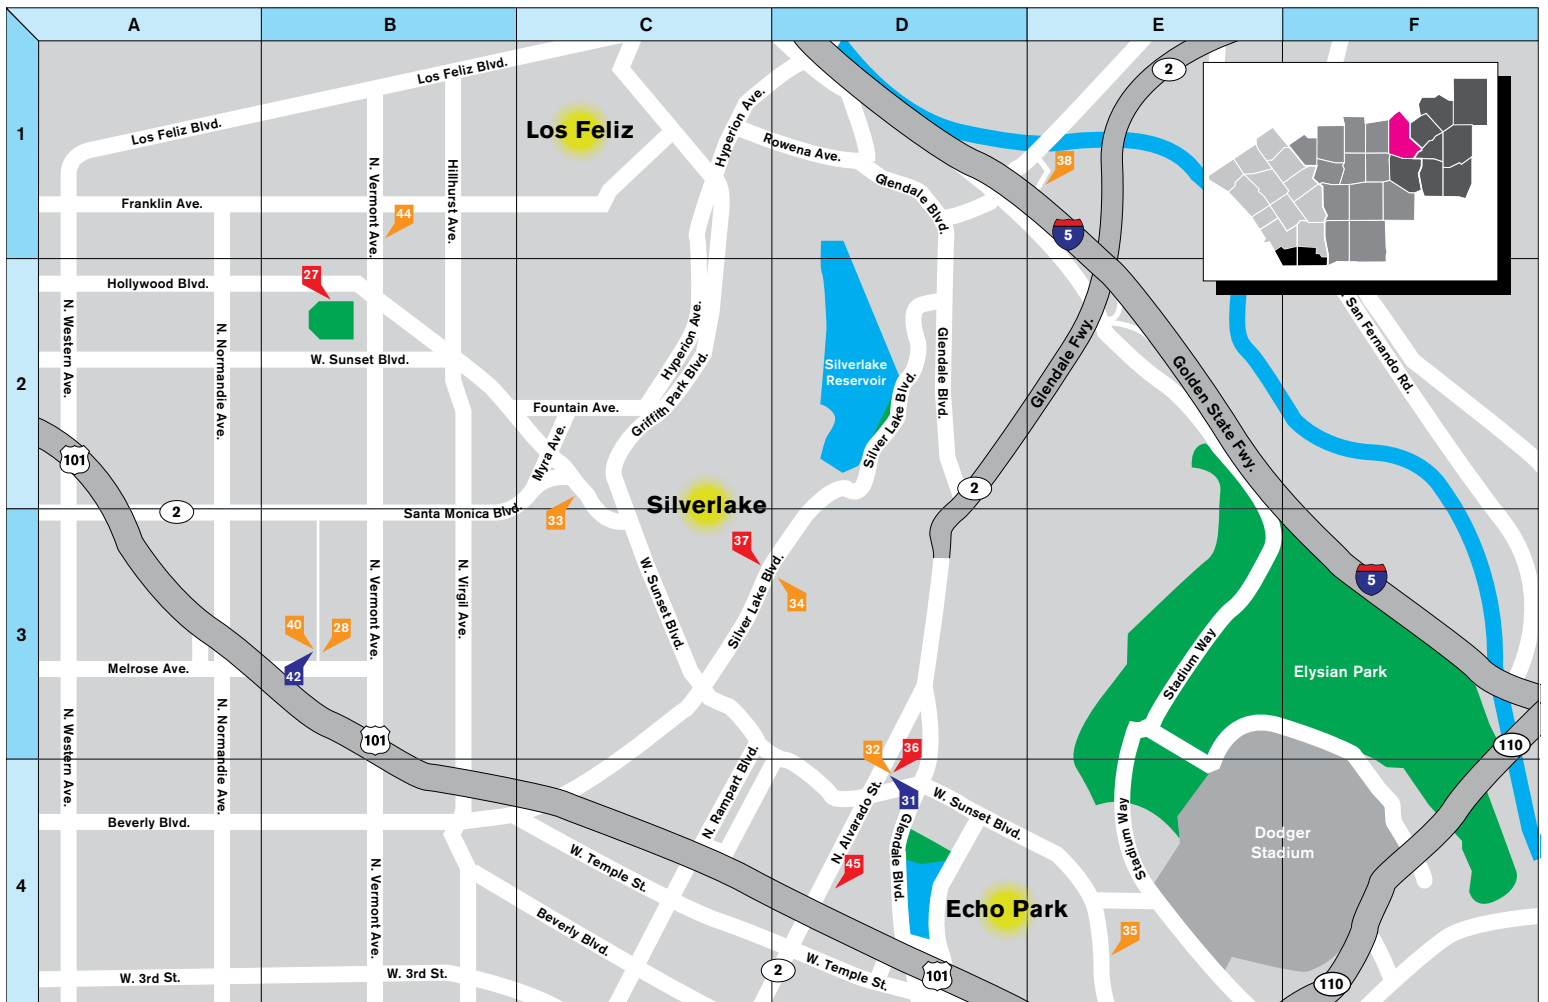 A B C D E F
1
2
3
4
Los Feliz Blvd.
Los Feliz Blvd.
Los Feliz
Hyperion Ave.
Rowena Ave.
2
38
Franklin Ave.
N. Vermont Ave.
44
Hillhurst Ave.
Glendale Blvd.
5
Hollywood Blvd.
27
N. Western Ave.
N. Normandie Ave.
W. Sunset Blvd.
Hyperion Ave.
Griffith Park Blvd.
Fountain Ave.
Myra Ave.
Silverlake
Reservoir
Silver Lake Blvd.
Glendale Blvd.
Glendale Fwy.
Golden State Fwy.
San Fernando Rd.
101
2
Santa Monica Blvd.
33
Silverlake
2
37
34
N. Vermont Ave.
N. Virgil Ave.
W. Sunset Blvd.
Silver Lake Blvd.
5
40
28
42
Melrose Ave.
Stadium Way
Elysian Park
N. Western Ave.
N. Normandie Ave.
101
N. Rampart Blvd.
32
36
31
110
Beverly Blvd.
N. Alvarado St.
Glendale Blvd.
W. Sunset Blvd.
Stadium Way
Dodger
Stadium
W. Temple St.
45
N. Vermont Ave.
Beverly Blvd.
Echo Park
35
W. 3rd St.
W. 3rd St.
2
W. Temple St.
101
110